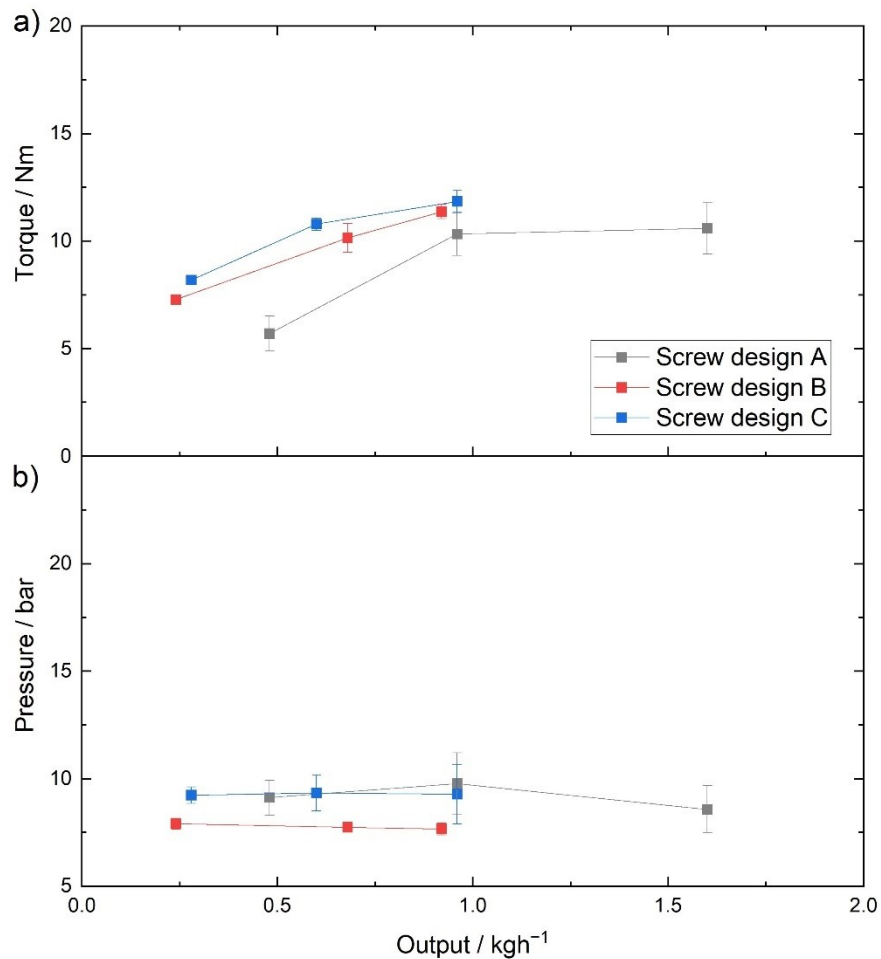 a)
20
15
10
5
0
Torque / Nm
Screw design A
Screw design B
Screw design C
b)
20
15
10
5
Pressure / bar
0.0 0.5 1.0 1.5 2.0
Output / kgh⁻¹